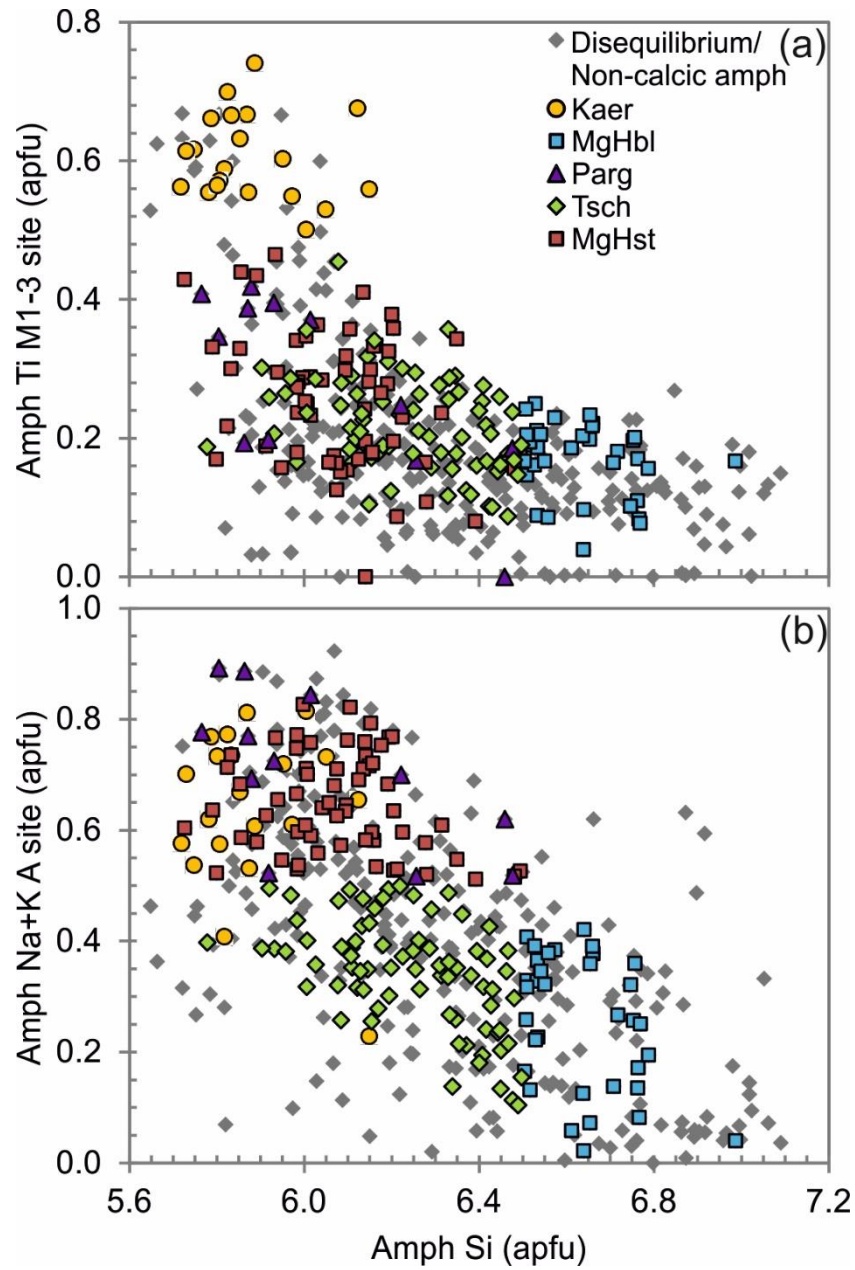 0.8
0.6
0.4
0.2
0.0
Amph Ti M1-3 site (apfu)
(a)
Disequilibrium/
Non-calcic amph
Kaer
MgHbl
Parg
Tsch
MgHst
1.0
0.8
0.6
0.4
0.2
0.0
Amph Na+K A site (apfu)
(b)
5.6 6.0 6.4 6.8 7.2
Amph Si (apfu)